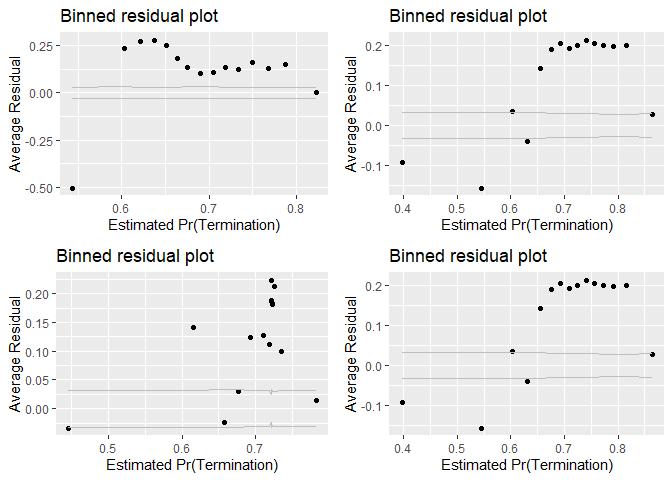 Binned residual plot
Average Residual
0.25
0.00
-0.25
-0.50
0.6 0.7 0.8
Estimated Pr(Termination)
Binned residual plot
Average Residual
0.2
0.1
0.0
-0.1
0.4 0.5 0.6 0.7 0.8
Estimated Pr(Termination)
Binned residual plot
Average Residual
0.20
0.15
0.10
0.05
0.00
0.5 0.6 0.7
Estimated Pr(Termination)
Binned residual plot
Average Residual
0.2
0.1
0.0
-0.1
0.4 0.5 0.6 0.7 0.8
Estimated Pr(Termination)